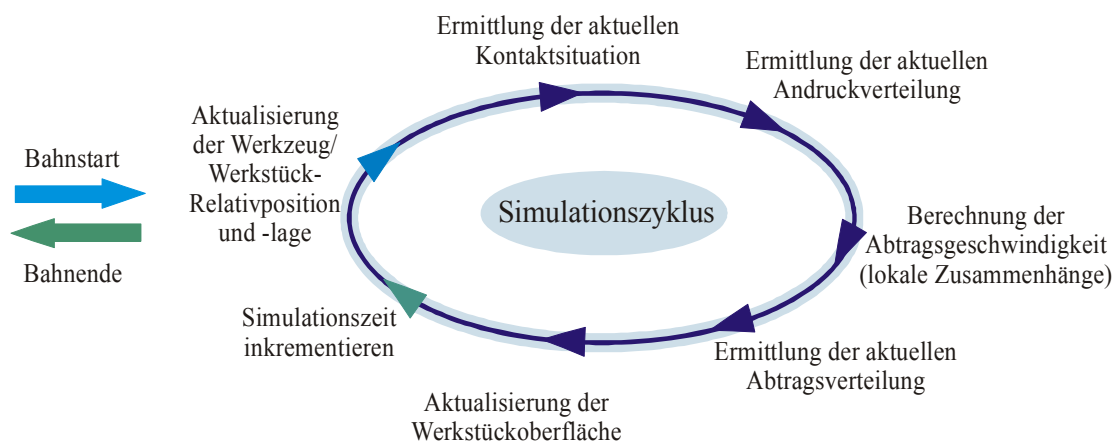 Ermittlung der aktuellen
Kontaktsituation
Ermittlung der aktuellen
Andruckverteilung
Aktualisierung
der Werkzeug/
Werkstück-
Relativposition
und -lage
Bahnstart
Bahnende
Simulationszyklus
Berechnung der
Abtragsgeschwindigkeit
(lokale Zusammenhänge)
Simulationszeit
inkrementieren
Ermittlung der aktuellen
Abtragsverteilung
Aktualisierung der
Werkstückoberfläche